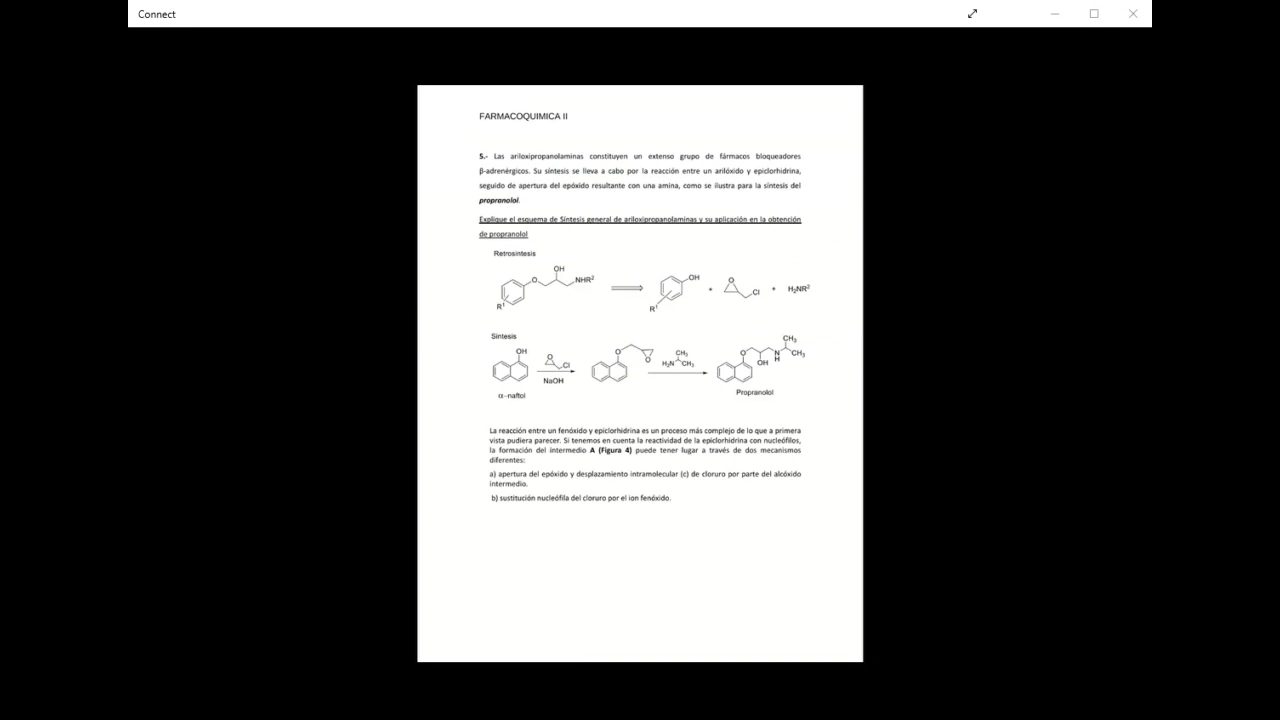 Connect
FARMACOQUIMICA II
5.- Las ariloxipropanolaminas constituyen un extenso grupo de fármacos bloqueadores
β-adrenérgicos. Su síntesis se lleva a cabo por la reacción entre un arilóxido y epiclorhidrina,
seguido de apertura del epóxido resultante con una amina, como se ilustra para la síntesis del
propranolol.
Explique el esquema de Síntesis general de ariloxipropanolaminas y su aplicación en la obtención
de propranolol
Retrosíntesis
OH
O NHR²
R¹
OH
R¹
+
O
Cl
+
H₂NR²
Síntesis
OH
α-naftol
O
Cl
NaOH
O
O
CH₃
H₂N CH₃
O
OH
N
H
CH₃
CH₃
Propranolol
La reacción entre un fenóxido y epiclorhidrina es un proceso más complejo de lo que a primera
vista pudiera parecer. Si tenemos en cuenta la reactividad de la epiclorhidrina con nucleófilos,
la formación del intermedio A (Figura 4) puede tener lugar a través de dos mecanismos
diferentes:
a) apertura del epóxido y desplazamiento intramolecular (c) de cloruro por parte del alcóxido
intermedio.
b) sustitución nucleófila del cloruro por el ion fenóxido.